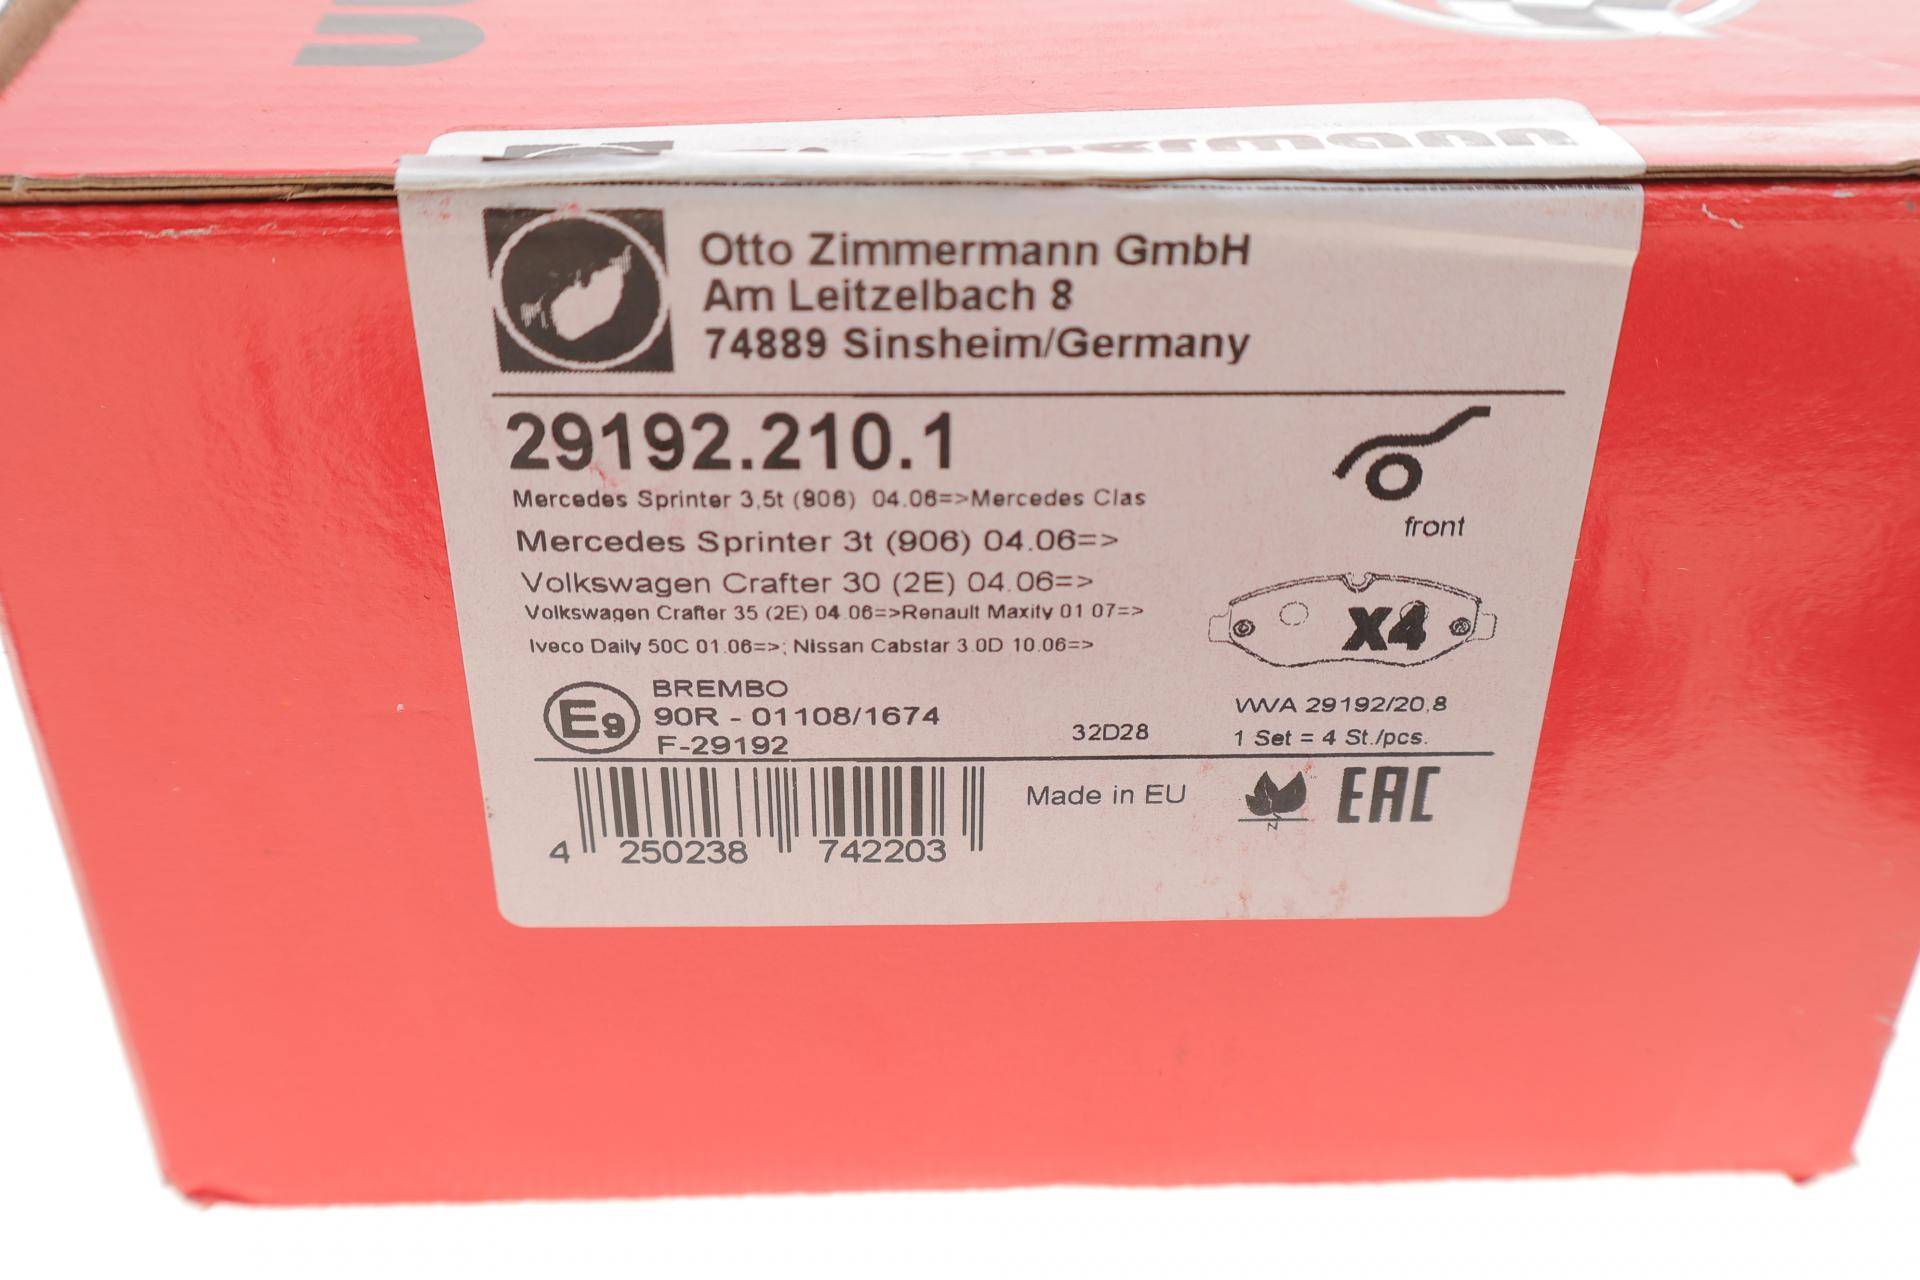 Otto Zimmermann GmbH
Am Leitzelbach 8
74889 Sinsheim/Germany
29192.210.1
Mercedes Sprinter 3,5t (906) 04.06=>Mercedes Clas
Mercedes Sprinter 3t (906) 04.06=>
Volkswagen Crafter 30 (2E) 04.06=>
Volkswagen Crafter 35 (2E) 04.06=>Renault Maxity 01.07=>
Iveco Daily 50C 01.06=>; Nissan Cabstar 3.0D 10.06=>
front
X4
E9
BREMBO
90R - 01108/1674
F-29192
32D28
WVA 29192/20,8
1 Set = 4 St./pcs.
Made in EU
EAC
4 250238 742203